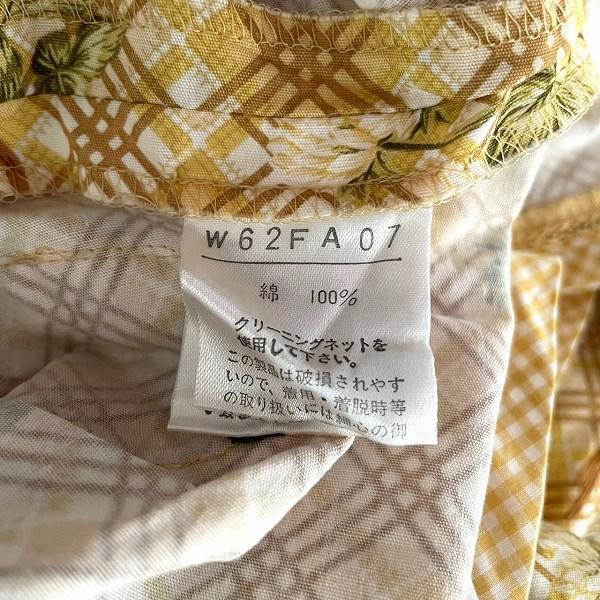 W62FA07
綿 100%
クリーニングネットを
使用して下さい。
この製品は破損されやす
いので、着用・着脱時等
の取り扱いには細心の御